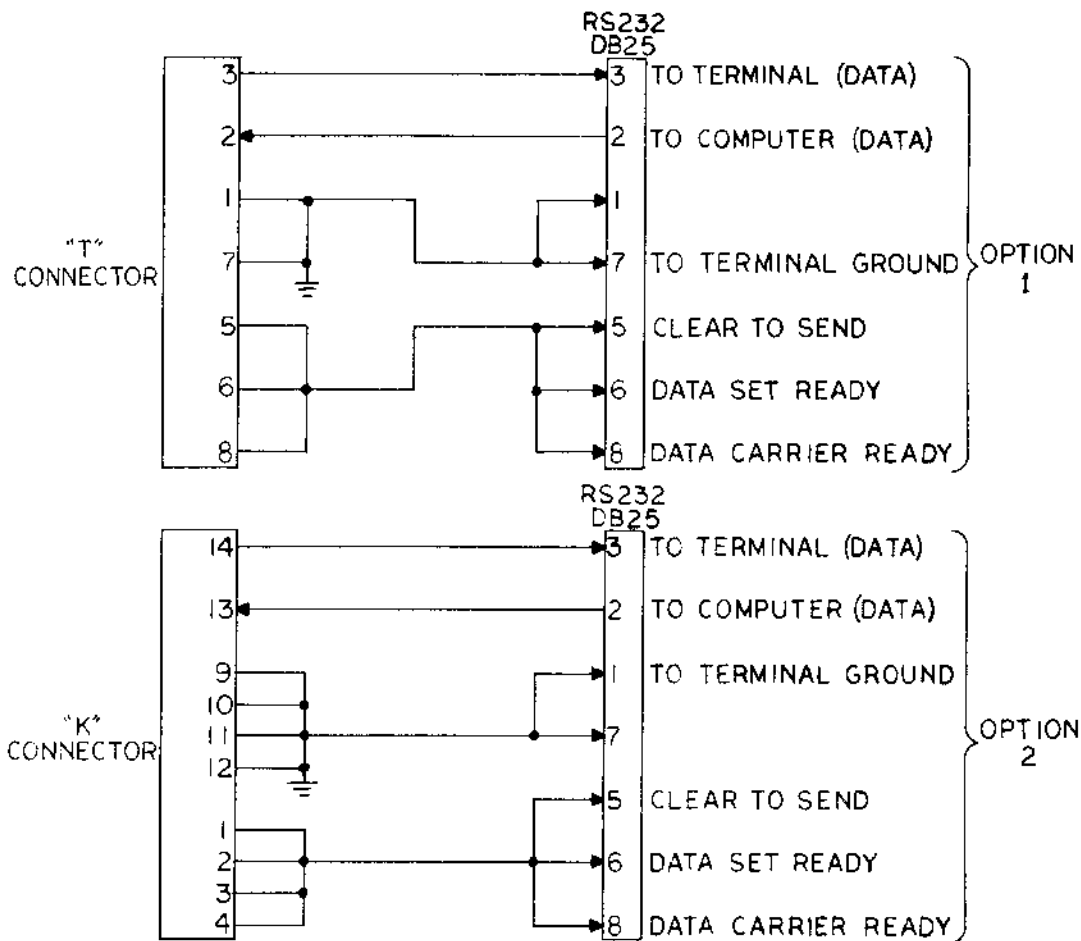 RS232
DB25
3 3 TO TERMINAL (DATA)
2 2 TO COMPUTER (DATA)
1 1
"T"
CONNECTOR
7 7 TO TERMINAL GROUND
OPTION
1
5 5 CLEAR TO SEND
6 6 DATA SET READY
8 8 DATA CARRIER READY
RS232
DB25
14 3 TO TERMINAL (DATA)
13 2 TO COMPUTER (DATA)
9 1 TO TERMINAL GROUND
10
"K"
CONNECTOR
11 7
OPTION
2
12
5 CLEAR TO SEND
1
2 6 DATA SET READY
3
4 8 DATA CARRIER READY